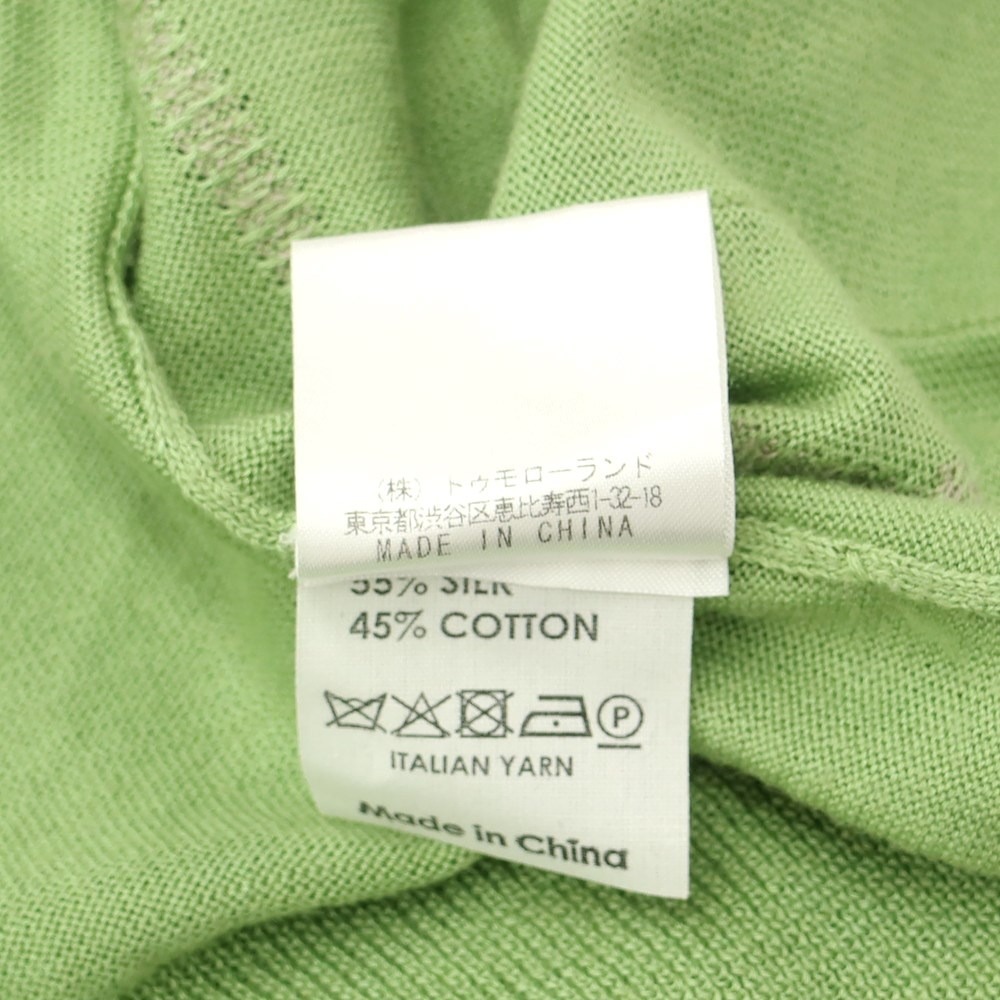 (株)トゥモローランド
東京都渋谷区恵比寿西1-32-18
MADE IN CHINA
55% SILK
45% COTTON
P
ITALIAN YARN
Made in China